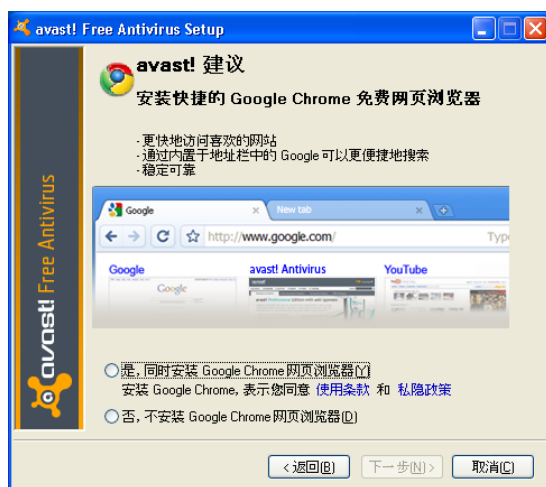 avast! Free Antivirus Setup
avast! 建议
安装快捷的 Google Chrome 免费网页浏览器
- 更快地访问喜欢的网站
- 通过内置于地址栏中的 Google 可以更便捷地搜索
- 稳定可靠
Google
New tab
http://www.google.com/
Type
Google
avast! Antivirus
YouTube
Google
avast!
是, 同时安装 Google Chrome 网页浏览器(Y)
安装 Google Chrome, 表示您同意 使用条款 和 私隐政策
否, 不安装 Google Chrome 网页浏览器(D)
avast! Free Antivirus
< 返回(B)
下一步(N) >
取消(C)